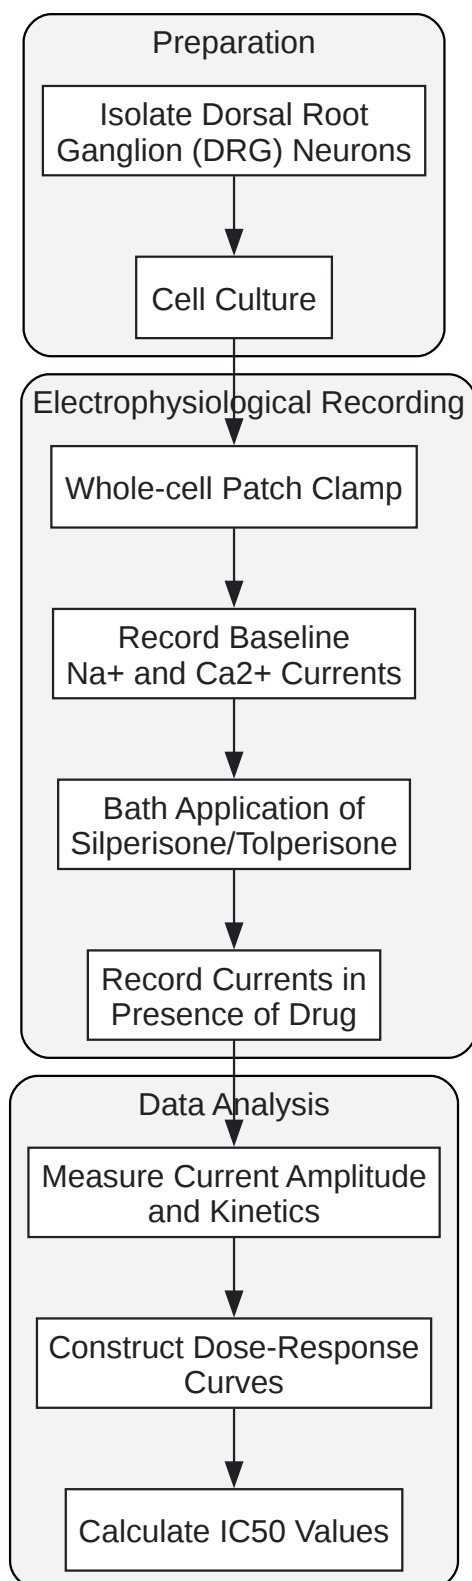 Preparation
Isolate Dorsal Root
Ganglion (DRG) Neurons
Cell Culture
Electrophysiological Recording
Whole-cell Patch Clamp
Record Baseline
Na+ and Ca2+ Currents
Bath Application of
Silperisone/Tolperisone
Record Currents in
Presence of Drug
Data Analysis
Measure Current Amplitude
and Kinetics
Construct Dose-Response
Curves
Calculate IC50 Values